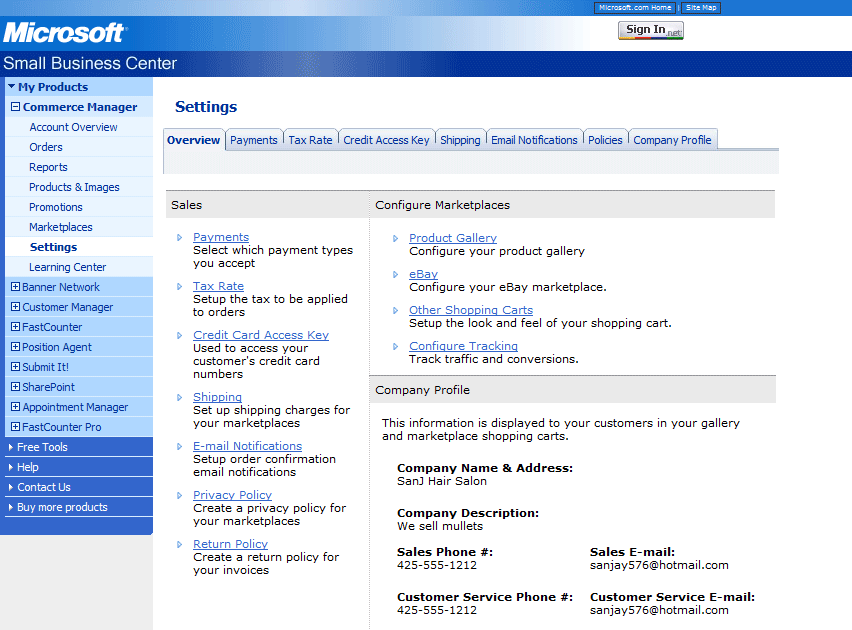 Microsoft.com Home | Site Map
Microsoft
Sign In .net
Small Business Center
My Products
Commerce Manager
Account Overview
Orders
Reports
Products & Images
Promotions
Marketplaces
Settings
Learning Center
Banner Network
Customer Manager
FastCounter
Position Agent
Submit It!
SharePoint
Appointment Manager
FastCounter Pro
Free Tools
Help
Contact Us
Buy more products
Settings
Overview Payments Tax Rate Credit Access Key Shipping Email Notifications Policies Company Profile
Sales
Payments
Select which payment types
you accept
Tax Rate
Setup the tax to be applied
to orders
Credit Card Access Key
Used to access your
customer's credit card
numbers
Shipping
Set up shipping charges for
your marketplaces
E-mail Notifications
Setup order confirmation
email notifications
Privacy Policy
Create a privacy policy for
your marketplaces
Return Policy
Create a return policy for
your invoices
Configure Marketplaces
Product Gallery
Configure your product gallery
eBay
Configure your eBay marketplace.
Other Shopping Carts
Setup the look and feel of your shopping cart.
Configure Tracking
Track traffic and conversions.
Company Profile
This information is displayed to your customers in your gallery
and marketplace shopping carts.
Company Name & Address:
SanJ Hair Salon
Company Description:
We sell mullets
Sales Phone #: Sales E-mail:
425-555-1212 sanjay576@hotmail.com
Customer Service Phone #: Customer Service E-mail:
425-555-1212 sanjay576@hotmail.com